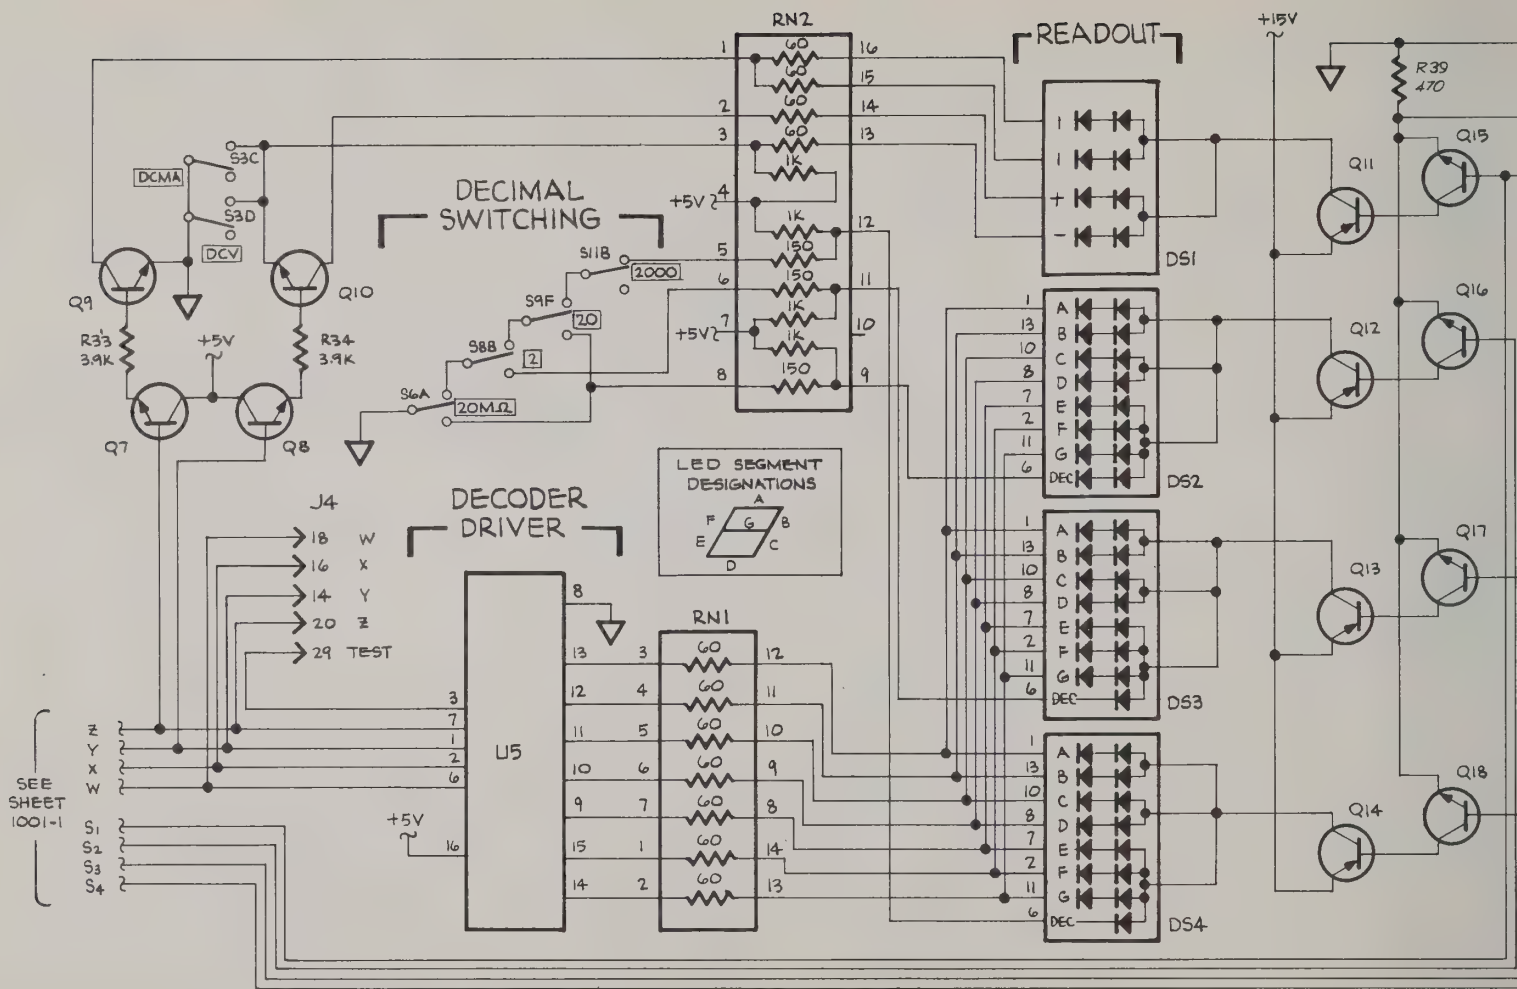 RN2
+15V
READOUT
R39
470
1 60 16
60 15
2 60 14
3 60 13
1K
+5V 4
1K 12
5 150
6 150 11
1K
+5V 7 10
1K
8 150 9
1
1
+
-
DS1
Q11
Q15
S3C
DCMA
S3D
DCV
DECIMAL
SWITCHING
S11B
2000
S9F
20
S8B
2
S6A
20MΩ
Q9
Q10
R33
3.9K
+5V
R34
3.9K
Q7
Q8
1 A
13 B
10 C
8 D
7 E
2 F
11 G
6 DEC
DS2
Q12
Q16
LED SEGMENT
DESIGNATIONS
A
F G B
E C
D
J4
18 W
16 X
14 Y
20 Z
29 TEST
DECODER
DRIVER
1 A
13 B
10 C
8 D
7 E
2 F
11 G
6 DEC
DS3
Q13
Q17
RN1
8
13 3 60 12
12 4 60 11
11 5 60 10
10 6 60 9
9 7 60 8
15 1 60 14
14 2 60 13
U5
3
7
1
2
6
+5V
16
SEE
SHEET
1001-1
Z
Y
X
W
S1
S2
S3
S4
1 A
13 B
10 C
8 D
7 E
2 F
11 G
6 DEC
DS4
Q14
Q18